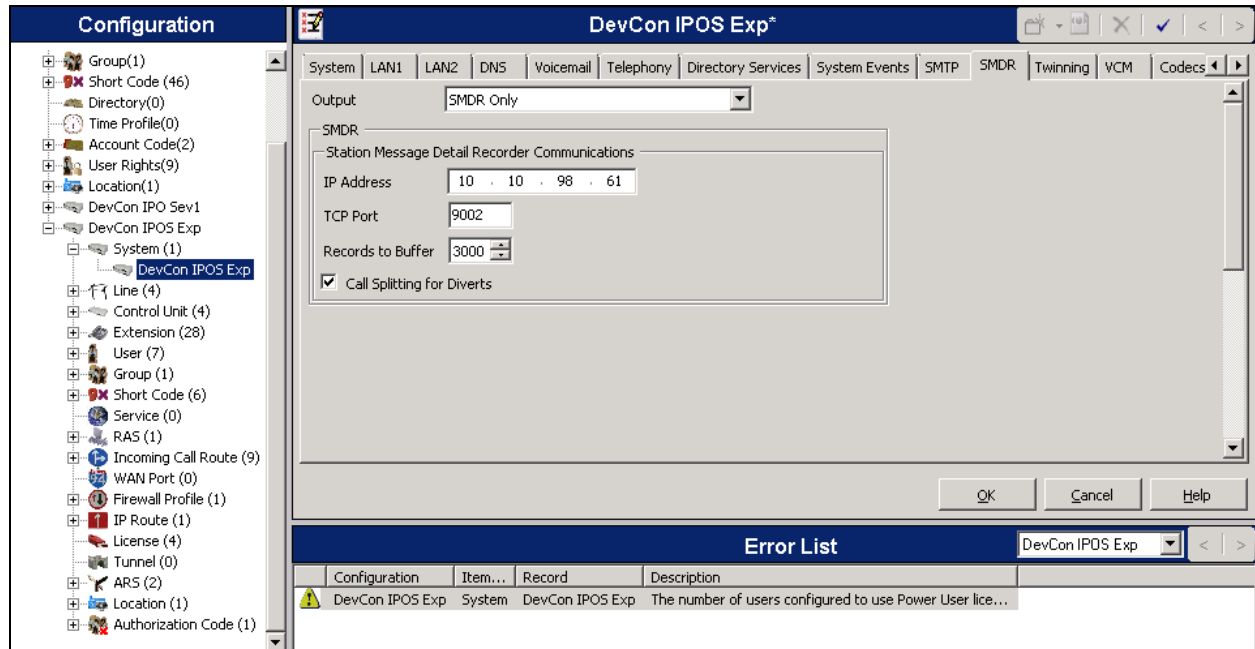 Configuration
Group(1)
Short Code (46)
Directory(0)
Time Profile(0)
Account Code(2)
User Rights(9)
Location(1)
DevCon IPO Sev1
DevCon IPOS Exp
System (1)
DevCon IPOS Exp
Line (4)
Control Unit (4)
Extension (28)
User (7)
Group (1)
Short Code (6)
Service (0)
RAS (1)
Incoming Call Route (9)
WAN Port (0)
Firewall Profile (1)
IP Route (1)
License (4)
Tunnel (0)
ARS (2)
Location (1)
Authorization Code (1)
DevCon IPOS Exp*
System LAN1 LAN2 DNS Voicemail Telephony Directory Services System Events SMTP SMDR Twinning VCM Codecs
Output SMDR Only
SMDR
Station Message Detail Recorder Communications
IP Address 10 . 10 . 98 . 61
TCP Port 9002
Records to Buffer 3000
Call Splitting for Diverts
OK Cancel Help
Error List DevCon IPOS Exp < >
Configuration Item... Record Description
DevCon IPOS Exp System DevCon IPOS Exp The number of users configured to use Power User lice...